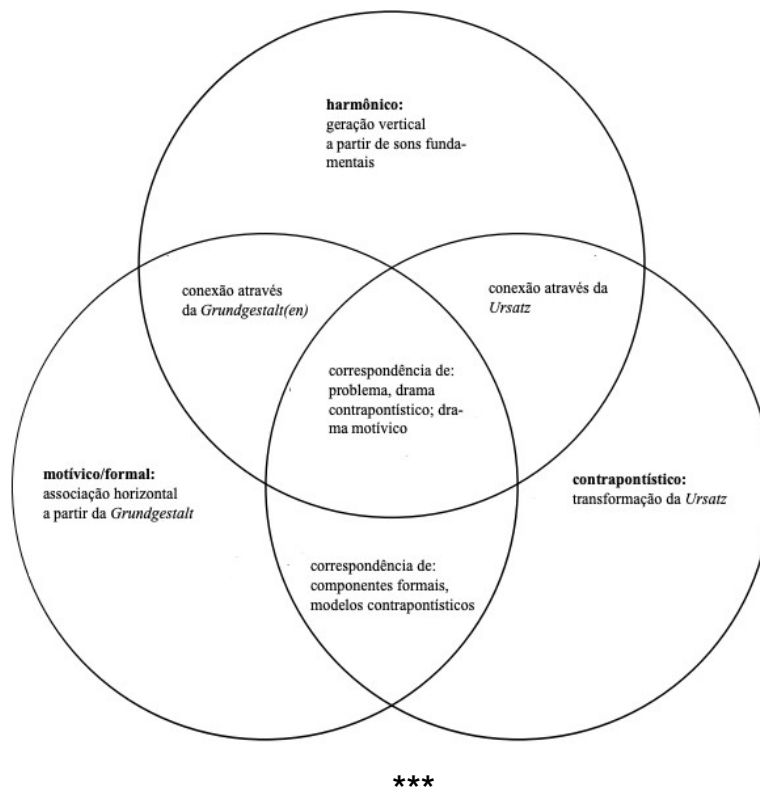 harmônico:
geração vertical
a partir de sons funda-
mentais
conexão através
da Grundgestalt(en)
conexão através da
Ursatz
correspondência de:
problema, drama
contrapontístico; dra-
ma motívico
motívico/formal:
associação horizontal
a partir da Grundgestalt
contrapontístico:
transformação da Ursatz
correspondência de:
componentes formais,
modelos contrapontísticos
***